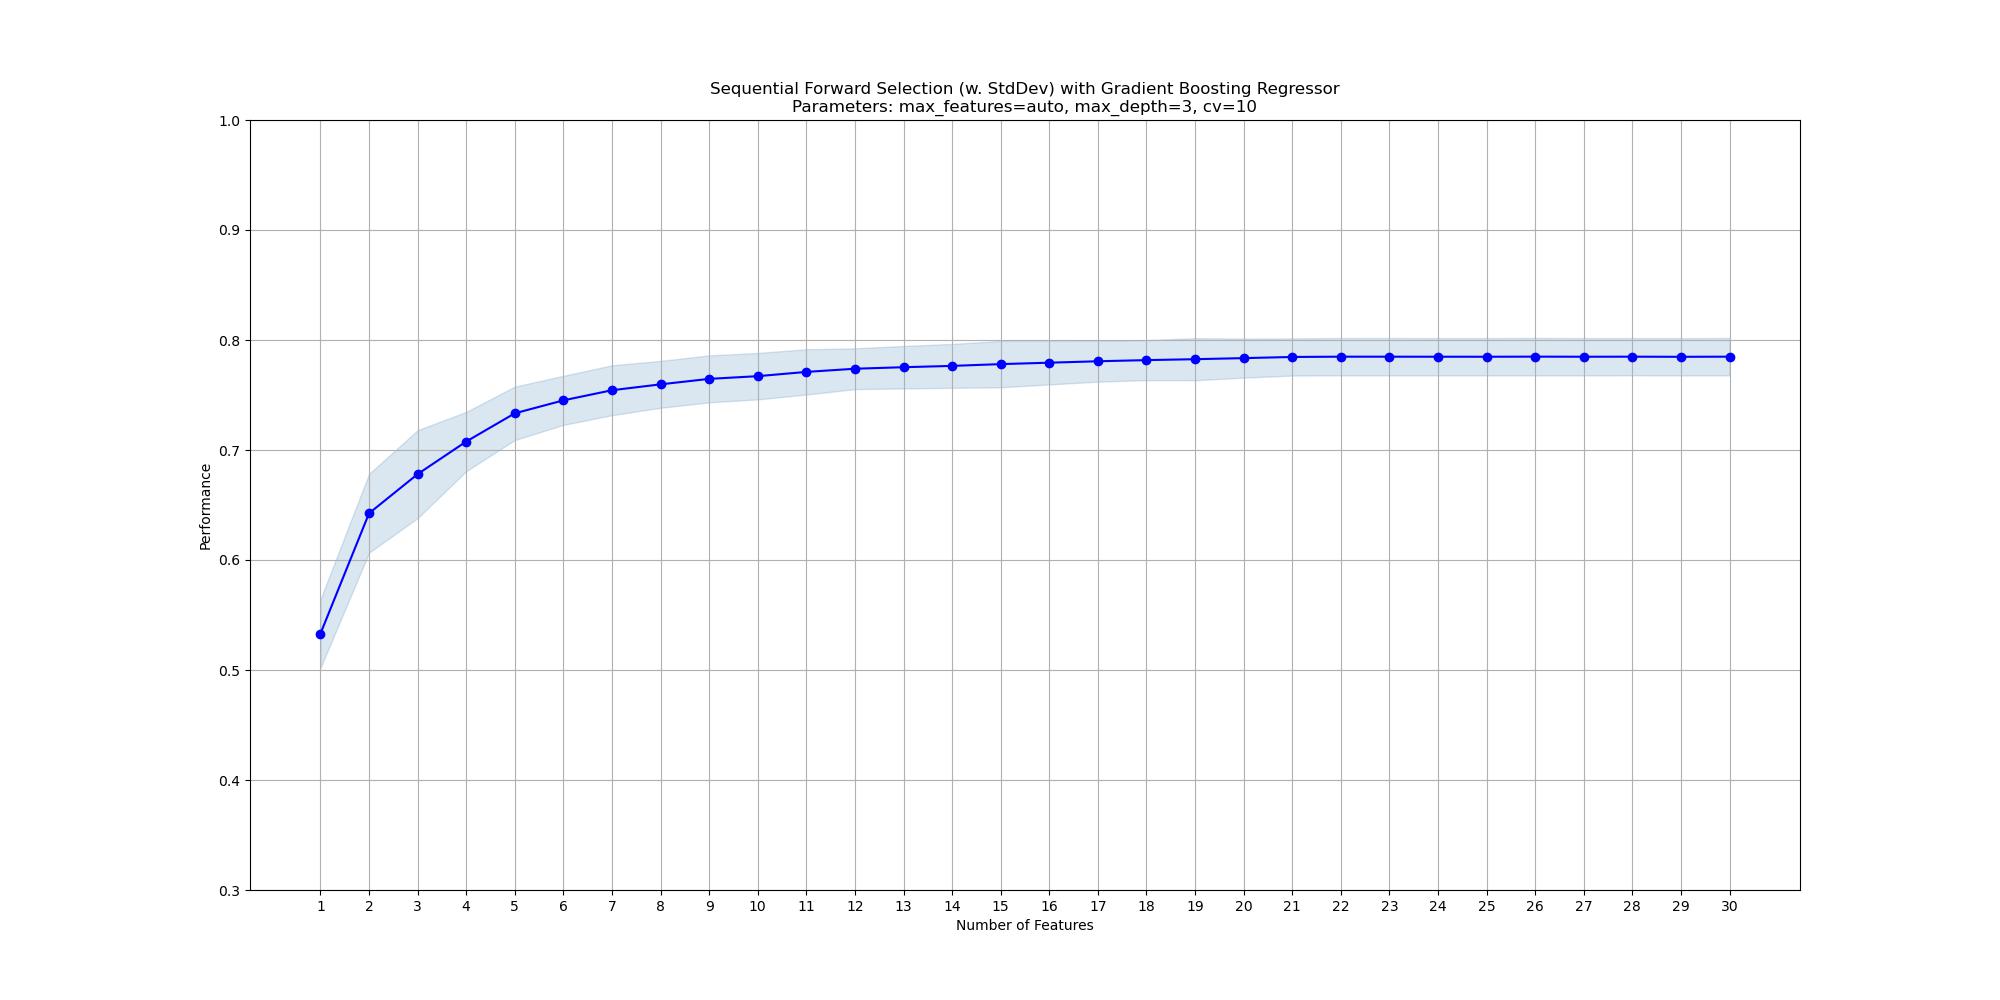 Sequential Forward Selection (w. StdDev) with Gradient Boosting Regressor
Parameters: max_features=auto, max_depth=3, cv=10
1.0
0.9
0.8
0.7
0.6
0.5
0.4
0.3
Performance
1 2 3 4 5 6 7 8 9 10 11 12 13 14 15 16 17 18 19 20 21 22 23 24 25 26 27 28 29 30
Number of Features